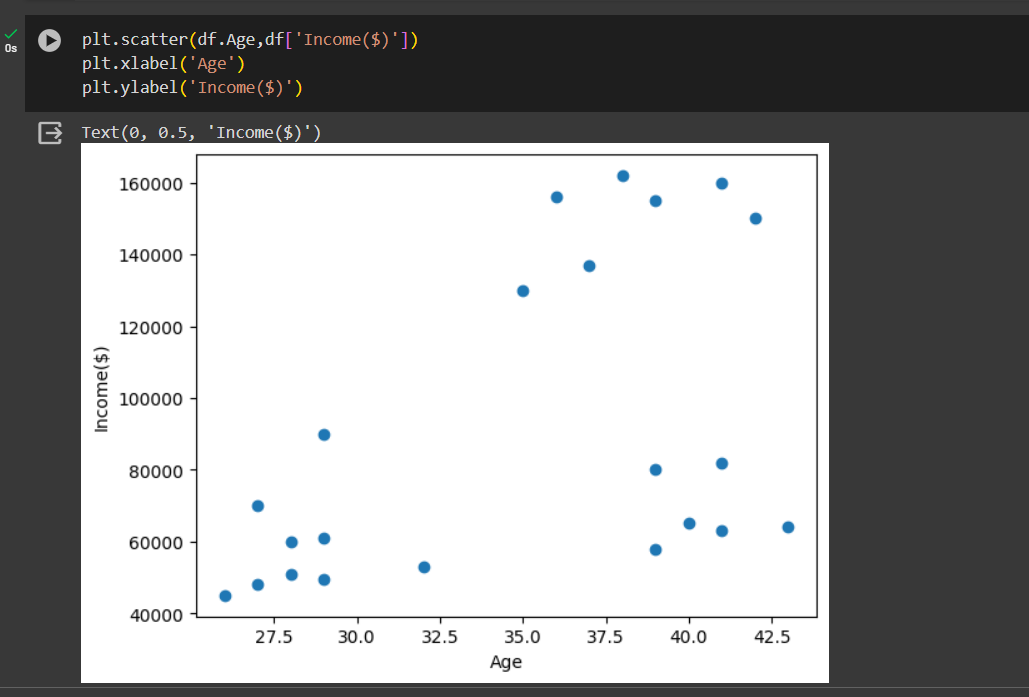 plt.scatter(df.Age,df['Income($)'])
0s
plt.xlabel('Age')
plt.ylabel('Income($)')
Text(0, 0.5, 'Income($)')
160000
140000
120000
100000
80000
60000
40000
Income($)
27.5 30.0 32.5 35.0 37.5 40.0 42.5
Age